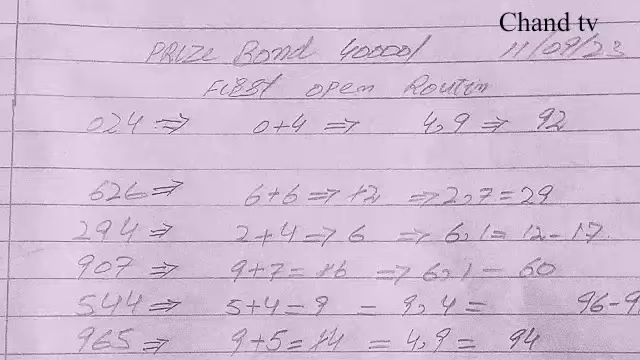 Chand tv
PRIZE Bond 40000/ 11/09/23
FIRST open Routin
024 ⇒ 0+4 ⇒ 4,9 ⇒ 92
626 ⇒ 6+6 ⇒ 12 ⇒ 2,7 = 29
294 ⇒ 2+4 ⇒ 6 ⇒ 6,1 = 12-17
907 ⇒ 9+7 = 16 ⇒ 6,1 - 60
544 ⇒ 5+4 = 9 = 9,4 = 96-9
965 ⇒ 9+5 = 14 = 4,9 = 94